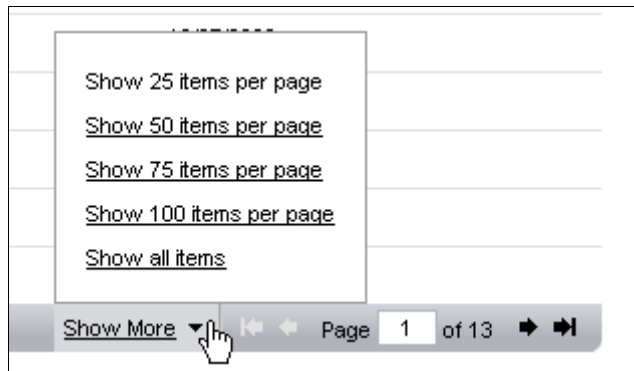 Show 25 items per page
Show 50 items per page
Show 75 items per page
Show 100 items per page
Show all items
Show More Page 1 of 13